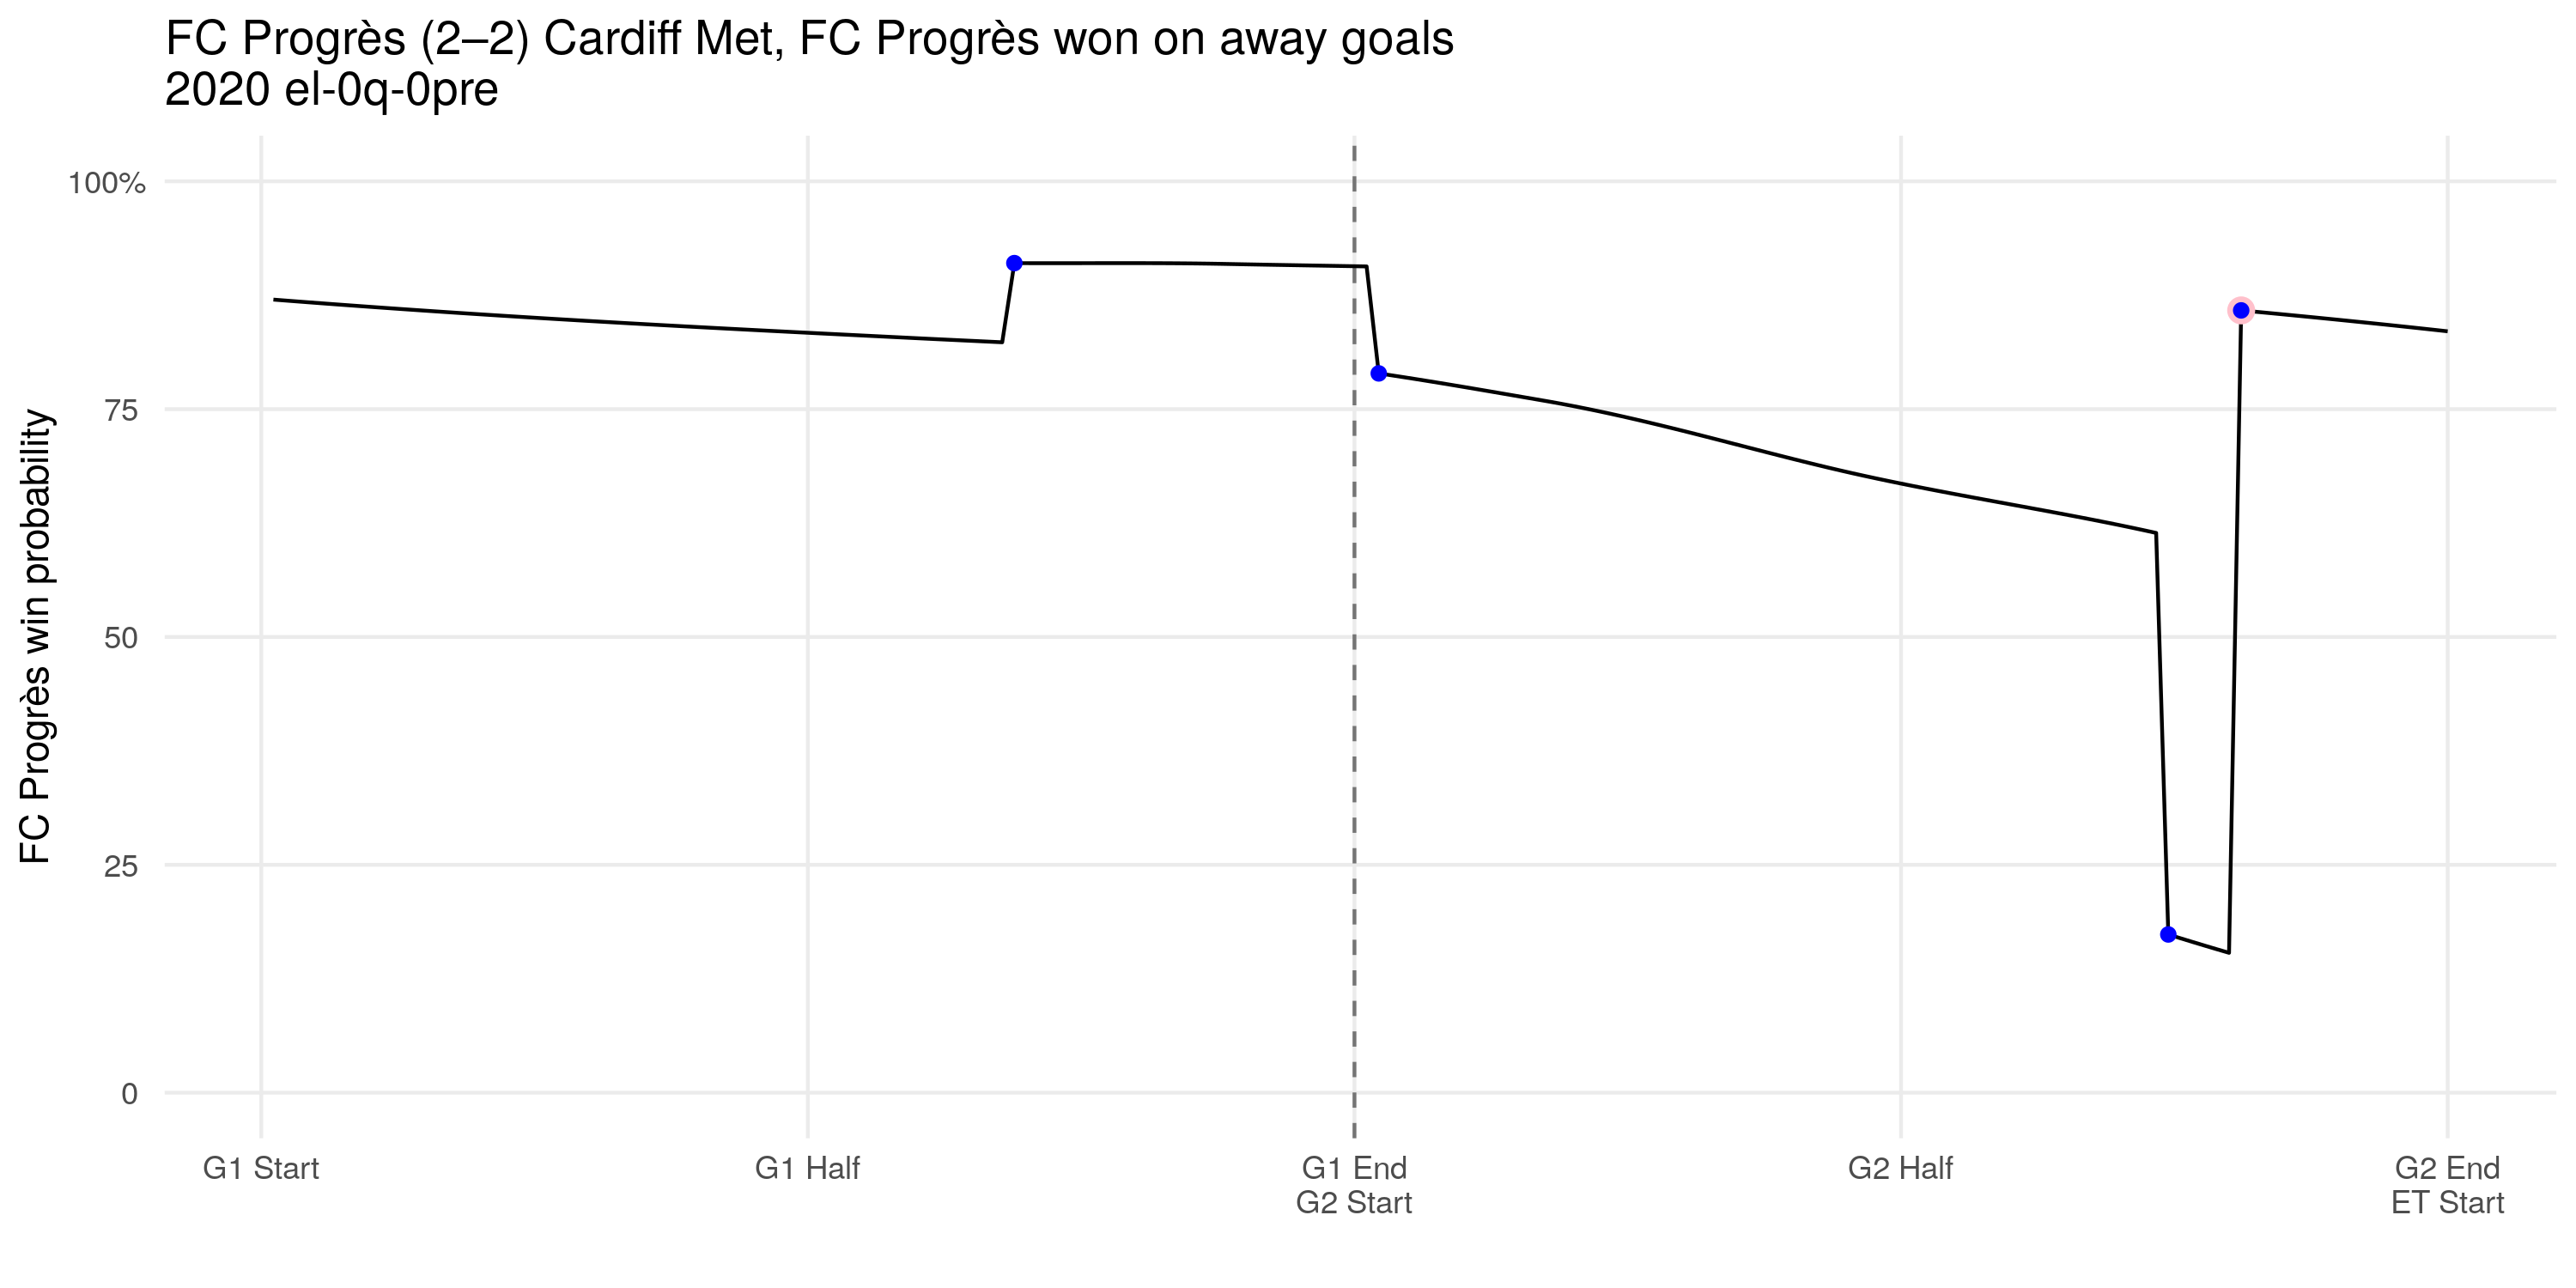 FC Progrès (2–2) Cardiff Met, FC Progrès won on away goals
2020 el-0q-0pre
FC Progrès win probability
100%
75
50
25
0
G1 Start
G1 Half
G1 End
G2 Start
G2 Half
G2 End
ET Start